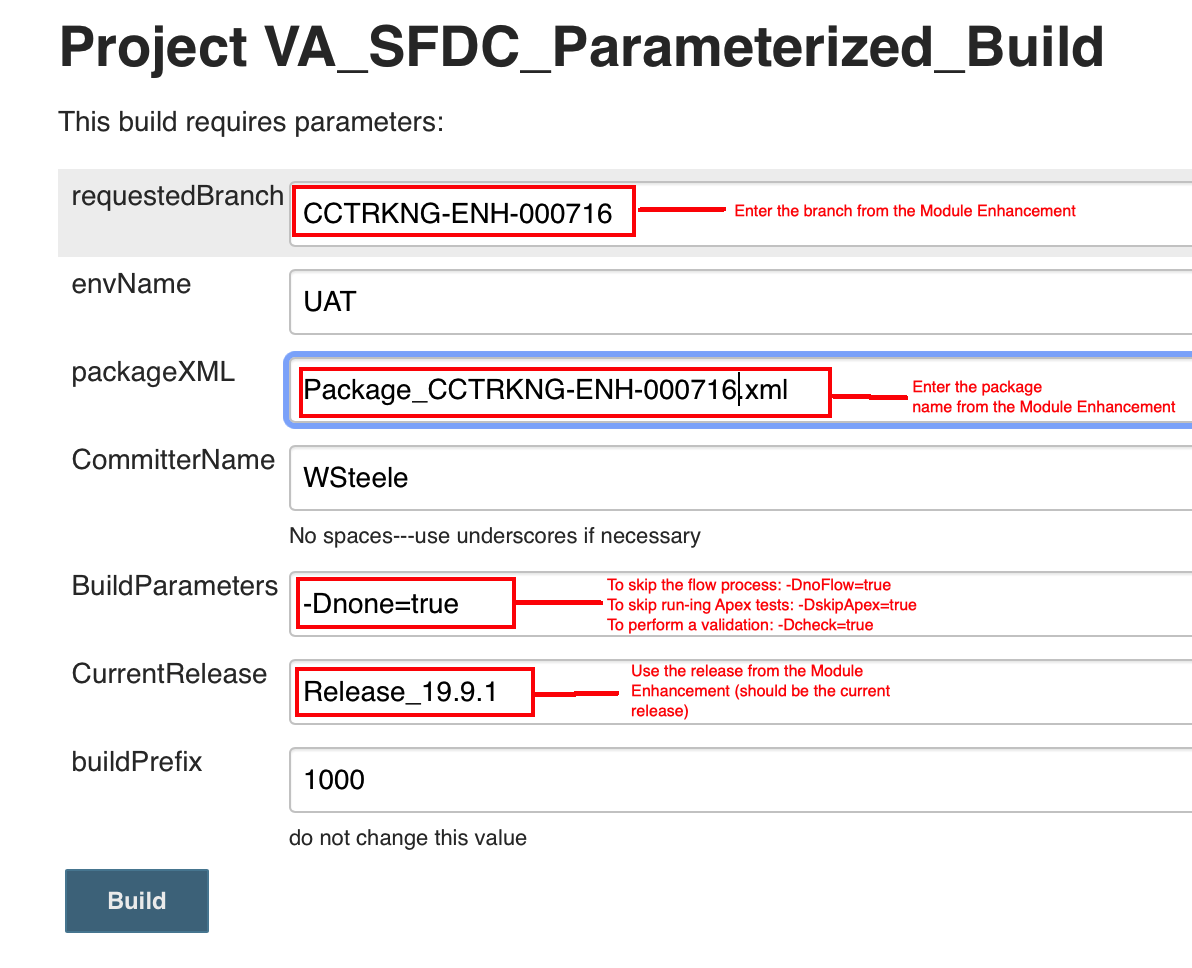 Project VA_SFDC_Parameterized_Build
This build requires parameters:
requestedBranch
CCTRKNG-ENH-000716
Enter the branch from the Module Enhancement
envName
UAT
packageXML
Package_CCTRKNG-ENH-000716.xml
Enter the package
name from the Module Enhancement
CommitterName
WSteele
No spaces---use underscores if necessary
BuildParameters
-Dnone=true
To skip the flow process: -DnoFlow=true
To skip run-ing Apex tests: -DskipApex=true
To perform a validation: -Dcheck=true
CurrentRelease
Release_19.9.1
Use the release from the Module
Enhancement (should be the current
release)
buildPrefix
1000
do not change this value
Build